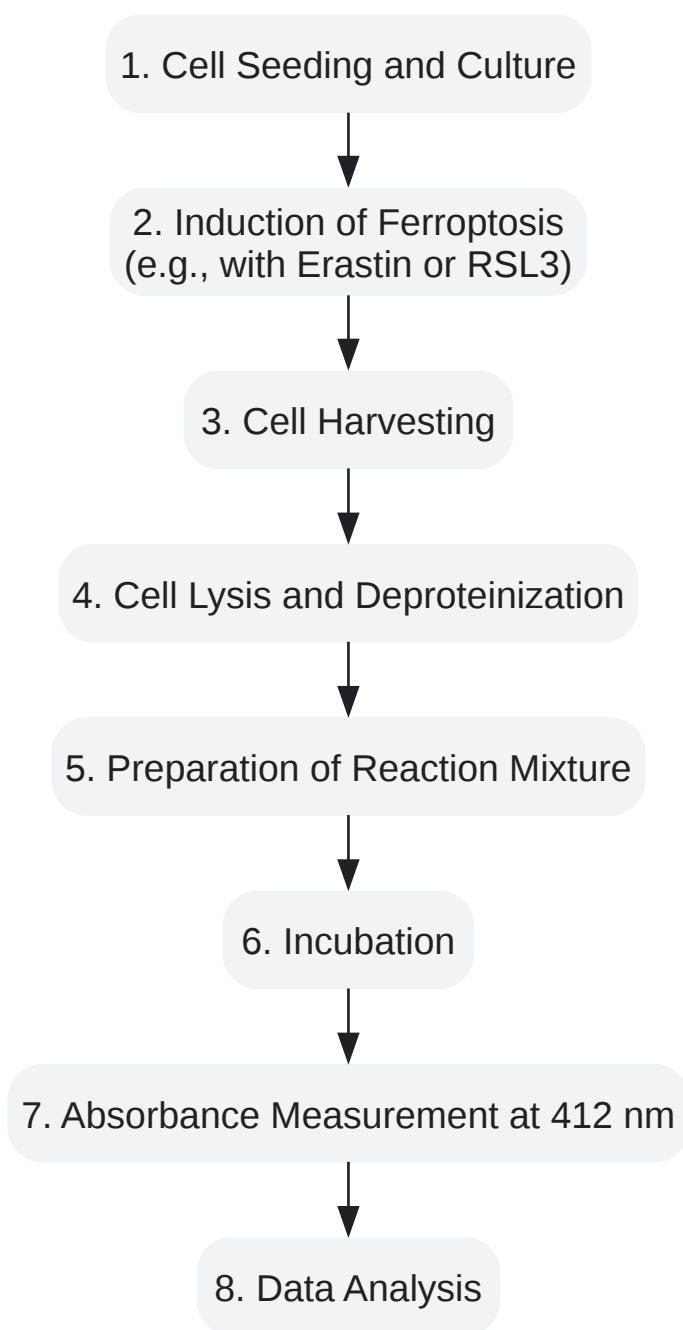 1. Cell Seeding and Culture
2. Induction of Ferroptosis
(e.g., with Erastin or RSL3)
3. Cell Harvesting
4. Cell Lysis and Deproteinization
5. Preparation of Reaction Mixture
6. Incubation
7. Absorbance Measurement at 412 nm
8. Data Analysis